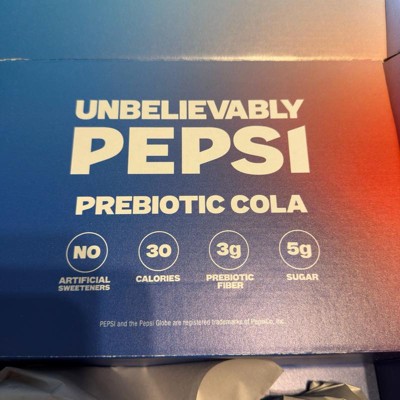 UNBELIEVABLY
PEPSI
PREBIOTIC COLA
NO 30 3g 5g
ARTIFICIAL SWEETENERS CALORIES PREBIOTIC FIBER SUGAR
PEPSI and the Pepsi Globe are registered trademarks of PepsiCo, Inc.